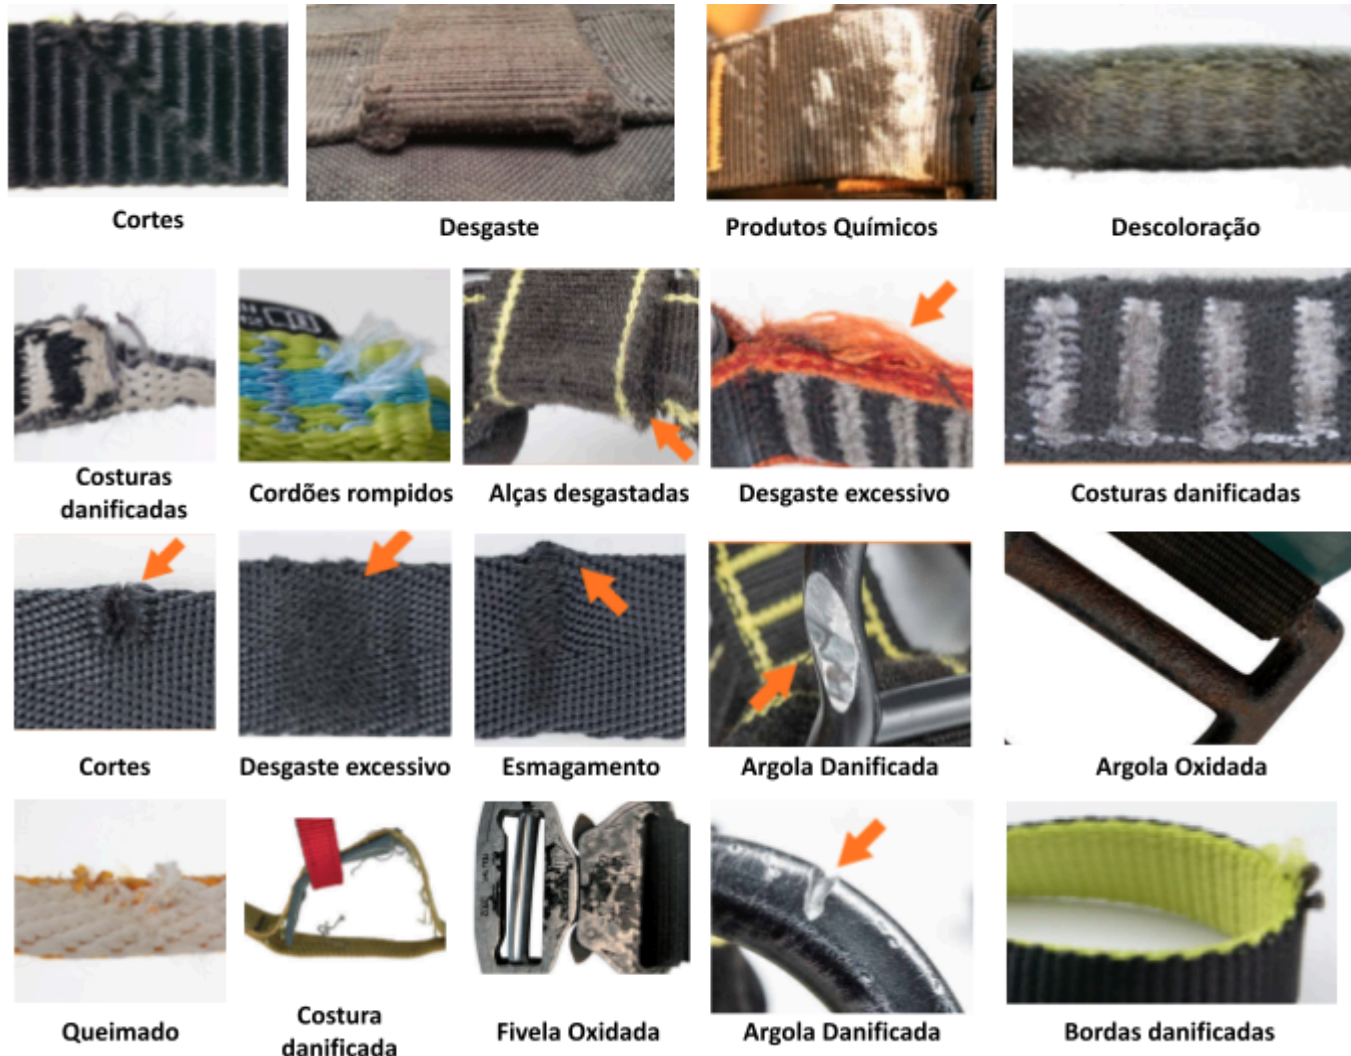 Cortes
Desgaste
Produtos Químicos
Descoloração
Costuras
danificadas
Cordões rompidos
Alças desgastadas
Desgaste excessivo
Costuras danificadas
Cortes
Desgaste excessivo
Esmagamento
Argola Danificada
Argola Oxidada
Queimado
Costura
danificada
Fivela Oxidada
Argola Danificada
Bordas danificadas